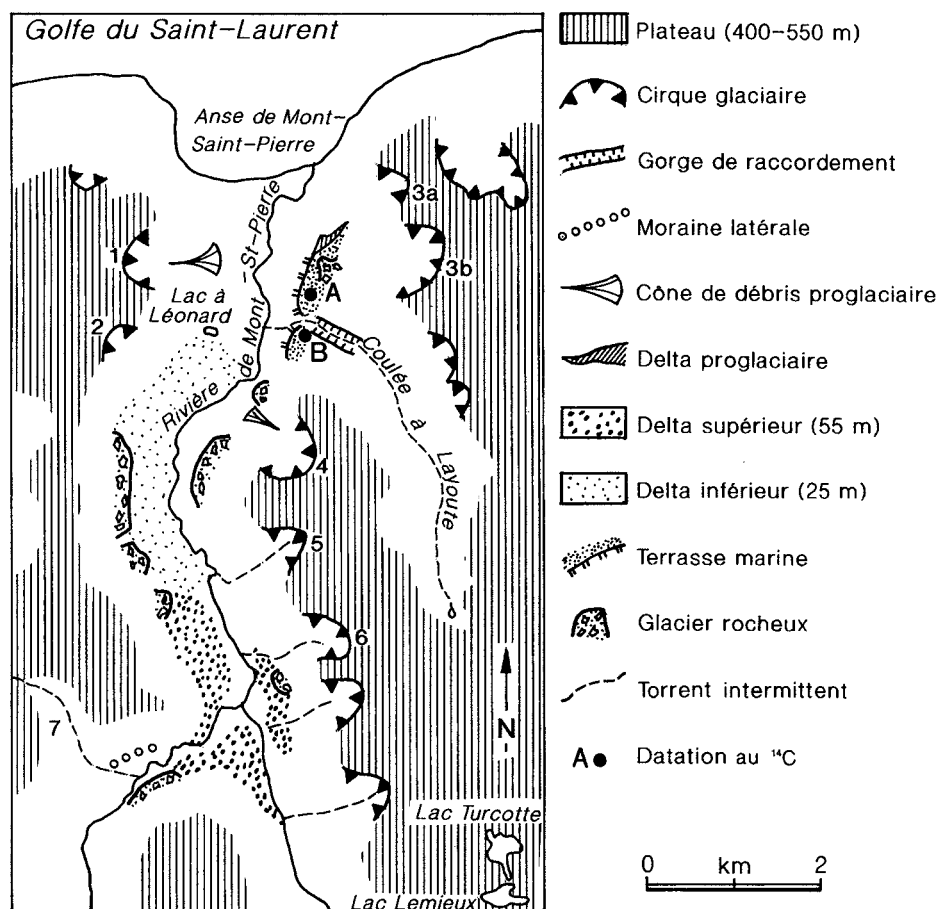 Golfe du Saint-Laurent
Anse de Mont-
Saint-Pierre
Rivière de Mont St-Pierre
3a
3b
1
2
Lac à
Léonard
A
B
Coulée à Layoute
4
5
6
7
N
Lac Turcotte
Lac Lemieux
Plateau (400-550 m)
Cirque glaciaire
Gorge de raccordement
Moraine latérale
Cône de débris proglaciaire
Delta proglaciaire
Delta supérieur (55 m)
Delta inférieur (25 m)
Terrasse marine
Glacier rocheux
Torrent intermittent
A● Datation au ¹⁴C
0 km 2